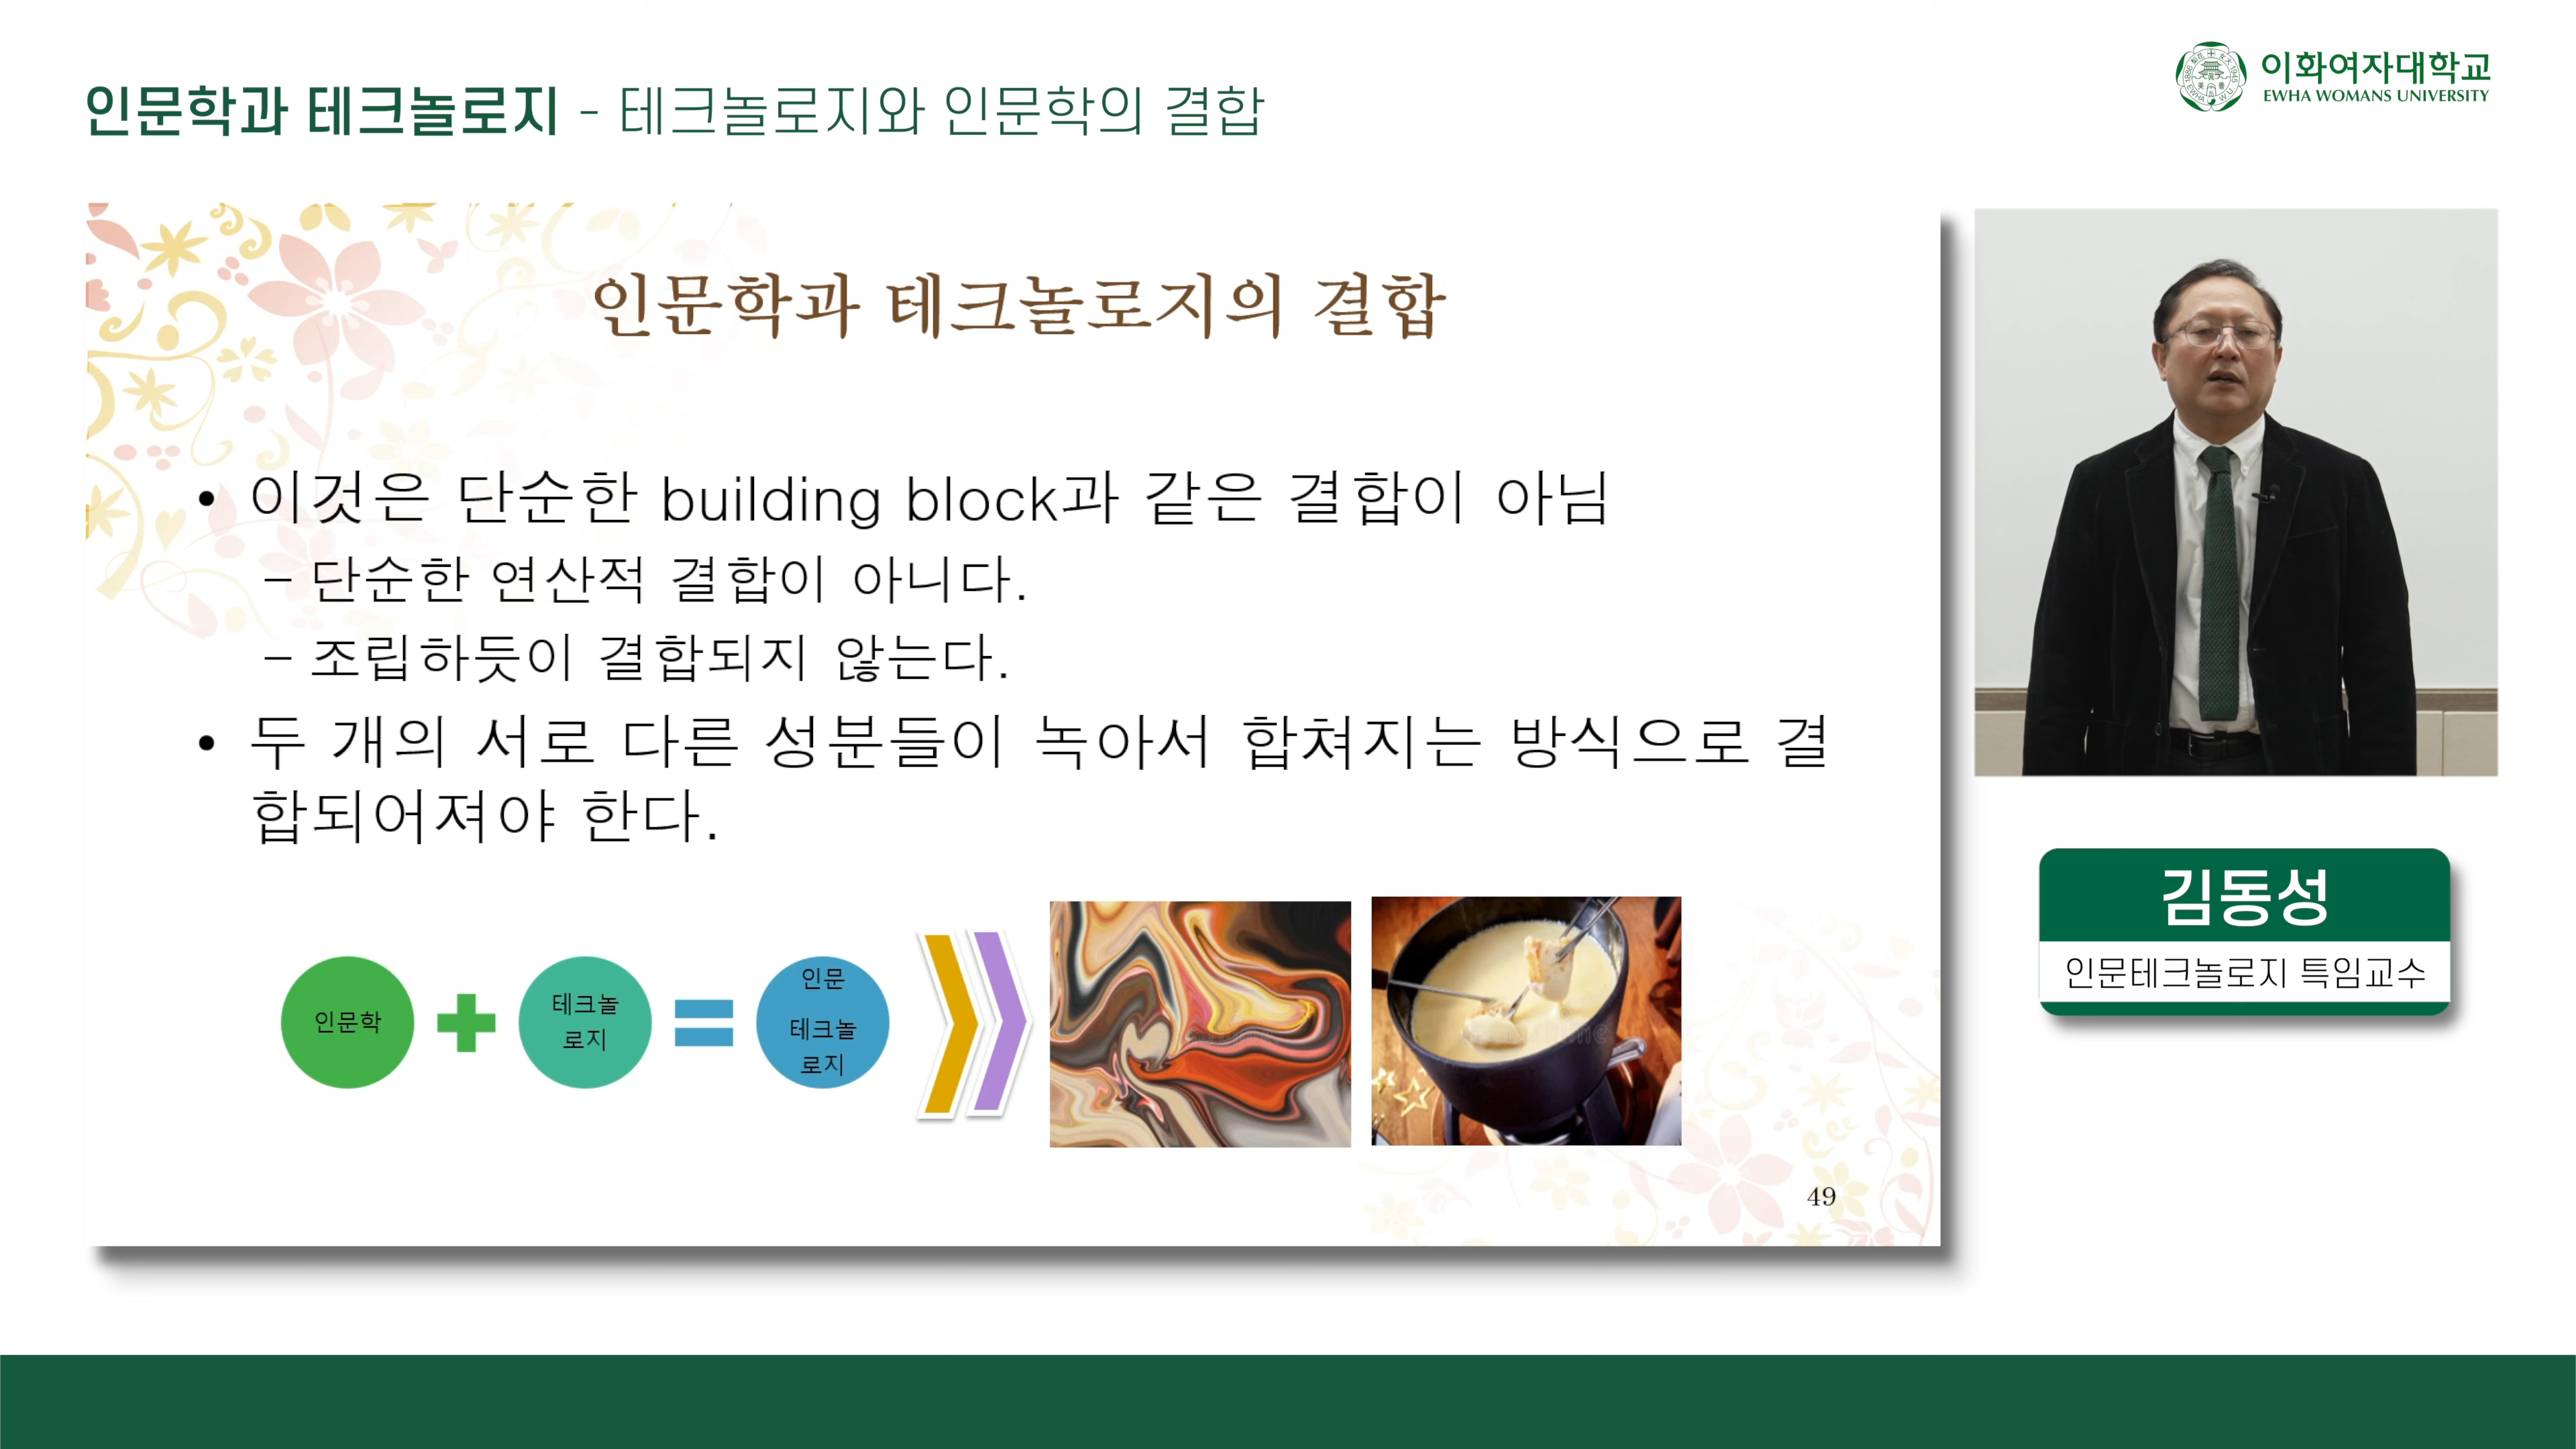 인문학과 테크놀로지 - 테크놀로지와 인문학의 결합
이화여자대학교
EWHA WOMANS UNIVERSITY
인문학과 테크놀로지의 결합
• 이것은 단순한 building block과 같은 결합이 아님
– 단순한 연산적 결합이 아니다.
– 조립하듯이 결합되지 않는다.
• 두 개의 서로 다른 성분들이 녹아서 합쳐지는 방식으로 결
합되어져야 한다.
인문학
테크놀
로지
인문
테크놀
로지
49
김동성
인문테크놀로지 특임교수